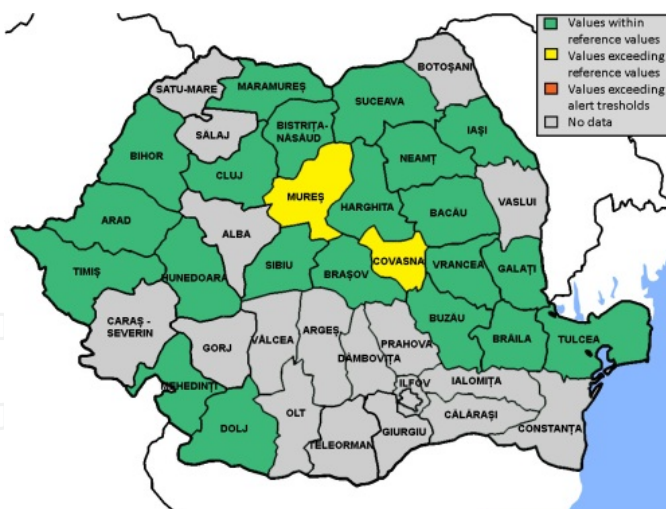 Values within
reference values
Values exceeding
reference values
Values exceeding
alert tresholds
No data
BOTOȘANI
SATU-MARE
MARAMUREȘ
SUCEAVA
IAȘI
SĂLAJ
BISTRIȚA-
NĂSĂUD
BIHOR
CLUJ
NEAMȚ
MUREȘ
HARGHITA
BACĂU
VASLUI
ARAD
ALBA
TIMIȘ
HUNEDOARA
SIBIU
BRAȘOV
COVASNA
VRANCEA
GALAȚI
CARAȘ -
SEVERIN
GORJ
VÂLCEA
ARGEȘ
DÂMBOVIȚA
PRAHOVA
BUZĂU
BRĂILA
TULCEA
MEHEDINȚI
ILFOV
IALOMIȚA
DOLJ
OLT
TELEORMAN
GIURGIU
CĂLĂRAȘI
CONSTANȚA